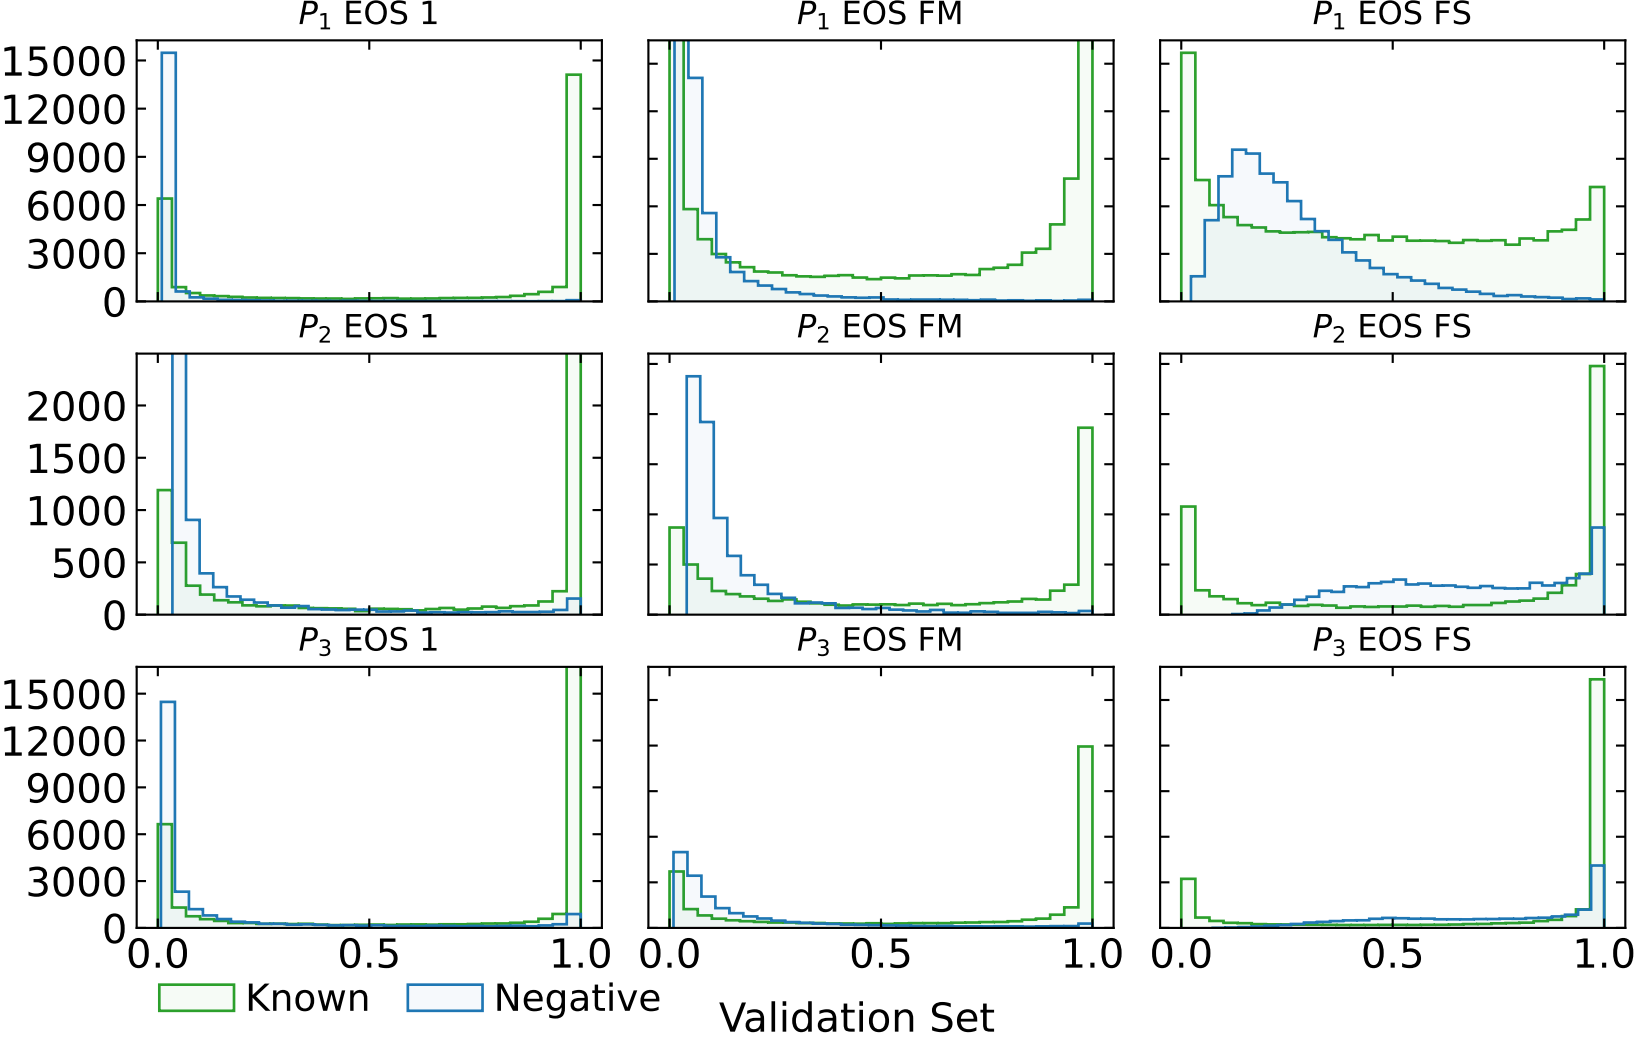 P1 EOS 1
P1 EOS FM
P1 EOS FS
15000
12000
9000
6000
3000
0
P2 EOS 1
P2 EOS FM
P2 EOS FS
2000
1500
1000
500
0
P3 EOS 1
P3 EOS FM
P3 EOS FS
15000
12000
9000
6000
3000
0
0.0 0.5 1.0
0.0 0.5 1.0
0.0 0.5 1.0
Known Negative
Validation Set